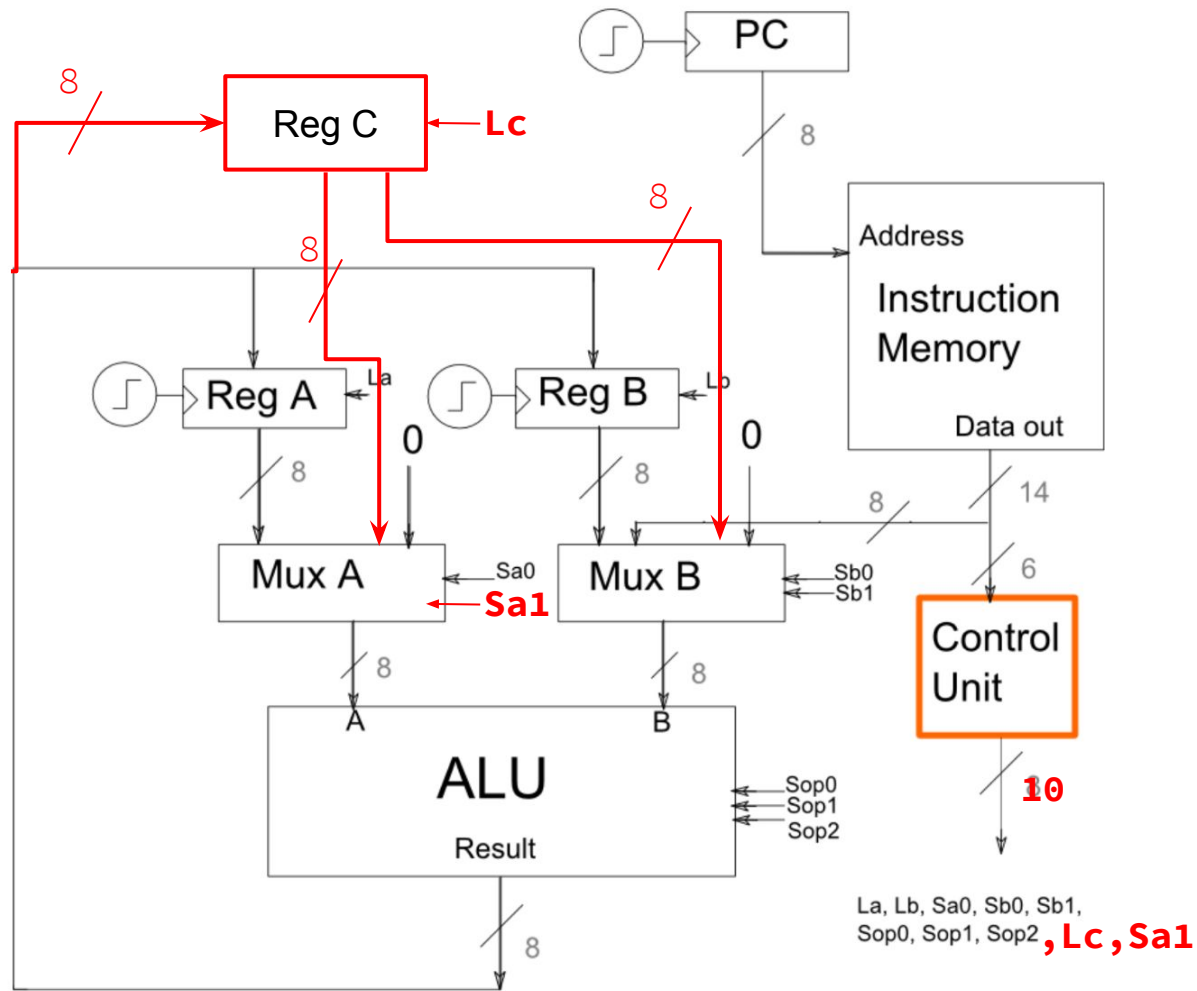 PC
8
Reg C
Lc
8
8
8
Address
Instruction
Memory
Data out
La
Reg A
Lb
Reg B
0
0
8
8
8
14
6
Mux A
Sa0
Sa1
Mux B
Sb0
Sb1
Control
Unit
8
8
A
B
ALU
Sop0
Sop1
Sop2
Result
8
10
8
La, Lb, Sa0, Sb0, Sb1,
Sop0, Sop1, Sop2 ,Lc,Sa1